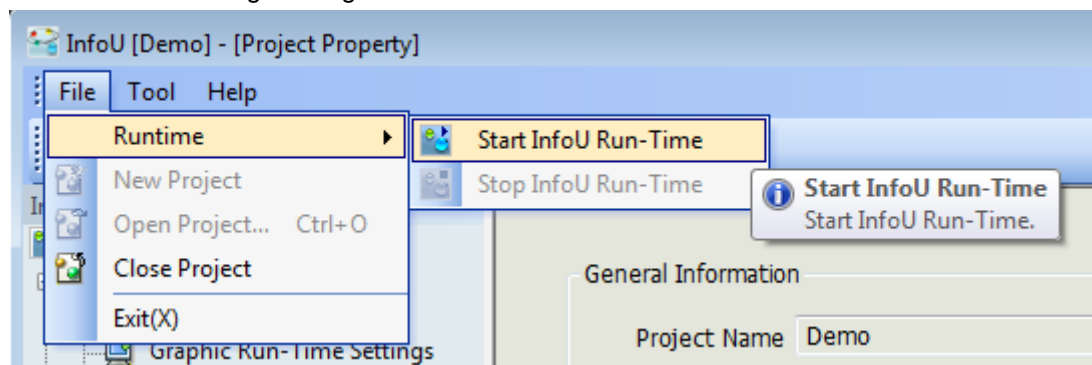 InfoU [Demo] - [Project Property]
File Tool Help
Runtime
Start InfoU Run-Time
New Project
Stop InfoU Run-Time
Start InfoU Run-Time
Start InfoU Run-Time.
Open Project... Ctrl+O
Close Project
General Information
Exit(X)
Project Name Demo
Graphic Run-Time Settings